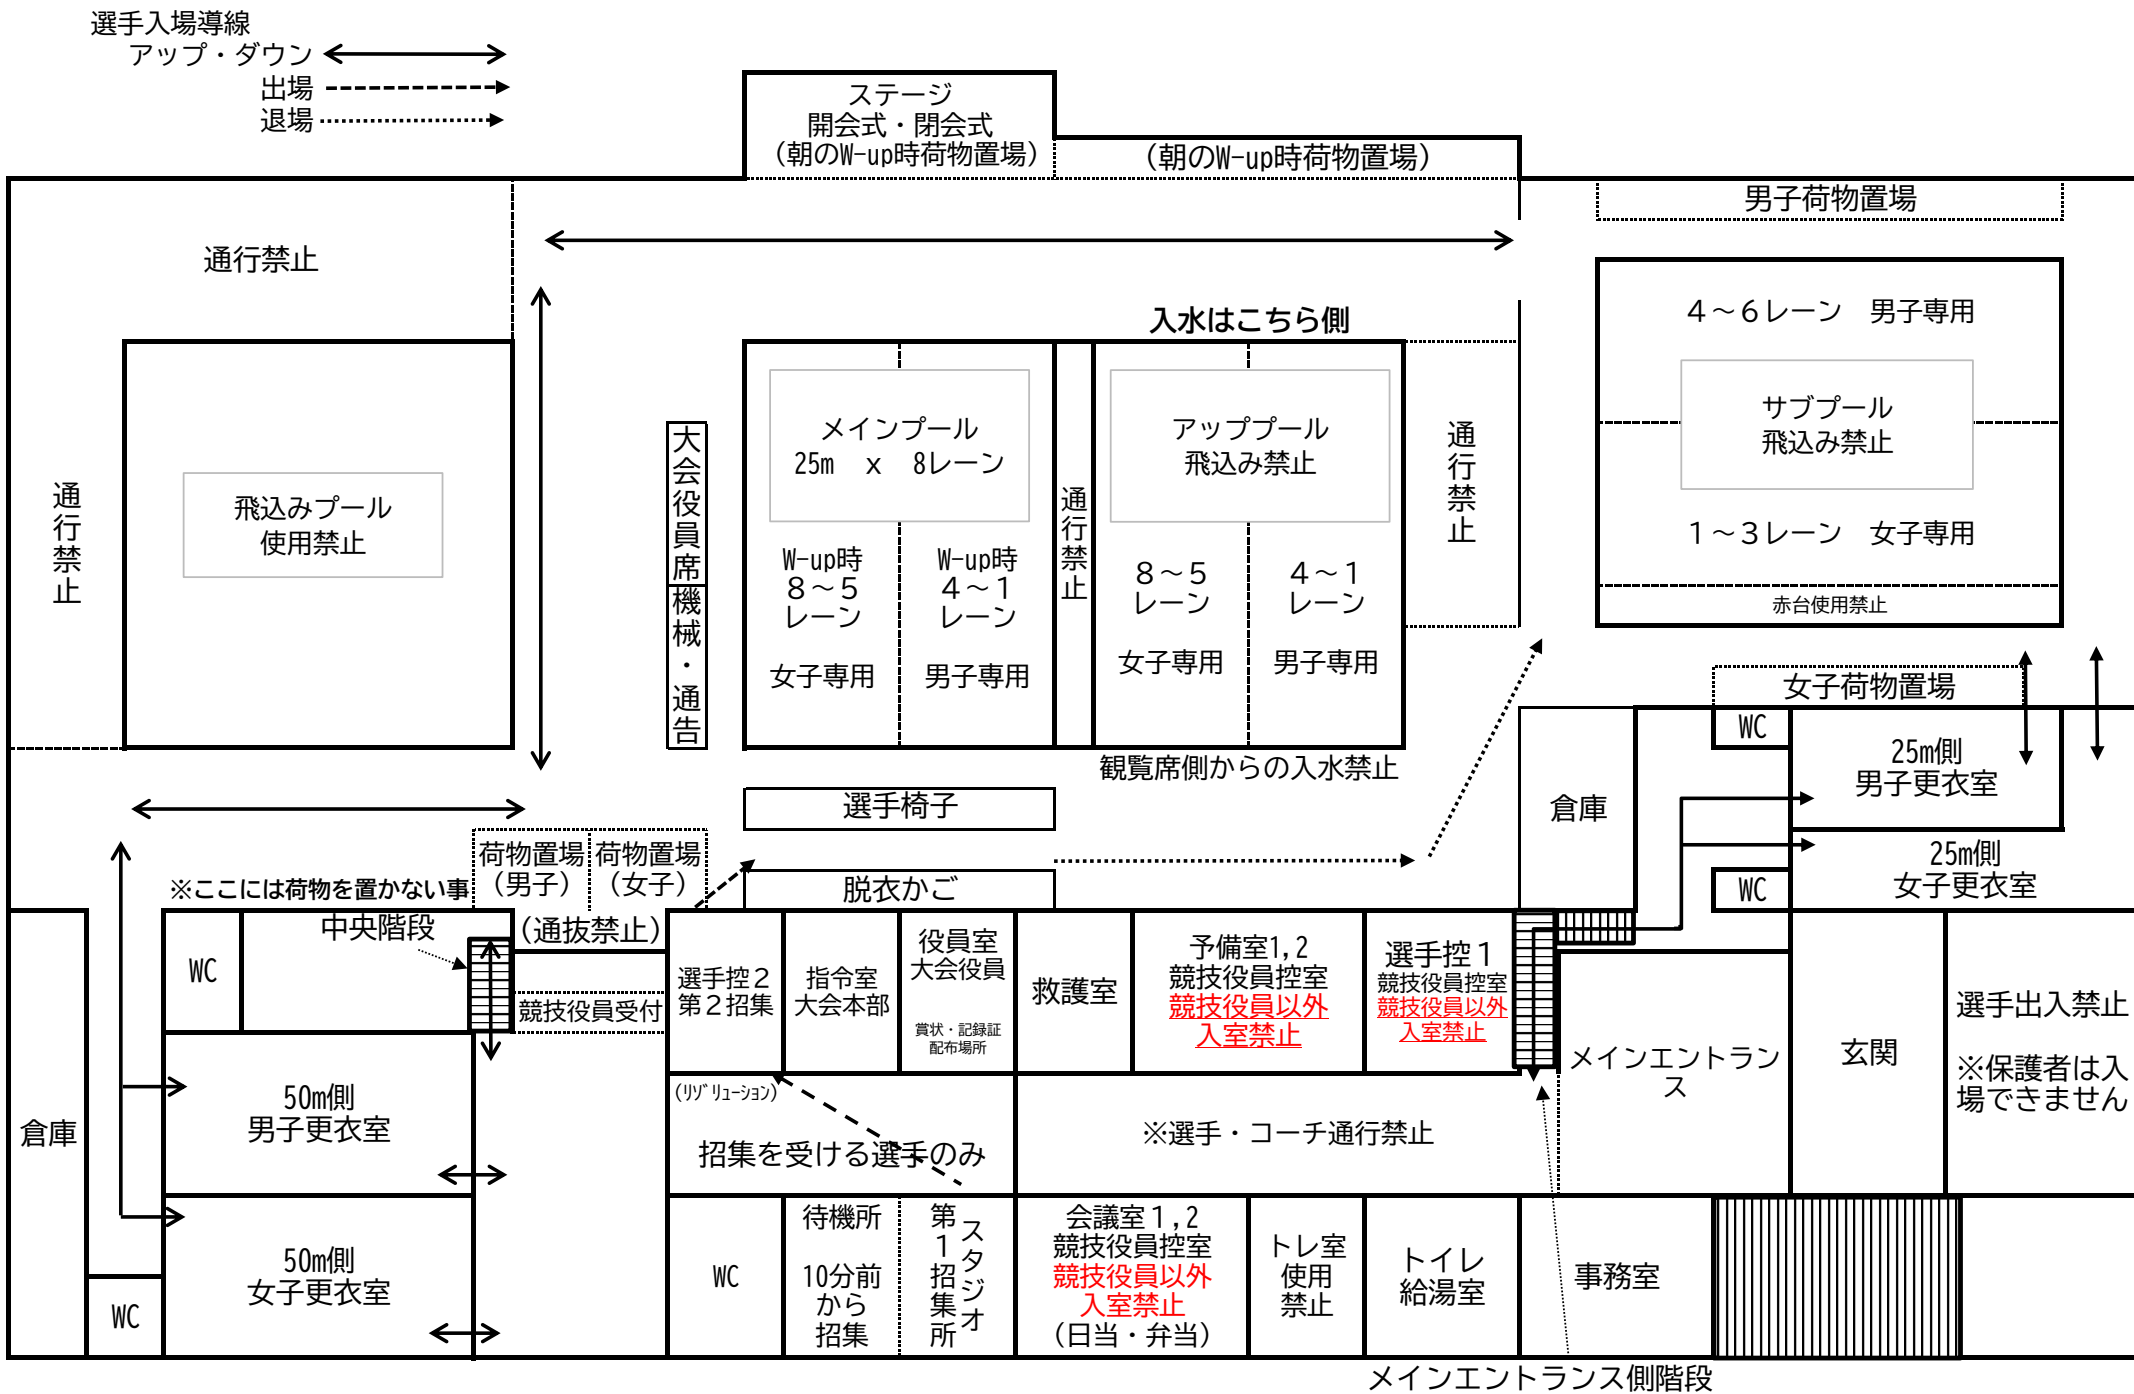 選手入場導線
アップ・ダウン
出場
退場
ステージ
開会式・閉会式
（朝のW-up時荷物置場）
（朝のW-up時荷物置場）
男子荷物置場
通行禁止
通行禁止
飛込みプール
使用禁止
大会役員席
機械・通告
入水はこちら側
メインプール
25m　x　8レーン
W-up時
８～５
レーン
女子専用
W-up時
４～１
レーン
男子専用
通行禁止
アッププール
飛込み禁止
８～５
レーン
女子専用
４～１
レーン
男子専用
通行禁止
４～６レーン　男子専用
サブプール
飛込み禁止
１～３レーン　女子専用
赤台使用禁止
女子荷物置場
観覧席側からの入水禁止
選手椅子
脱衣かご
荷物置場
（男子）
荷物置場
（女子）
※ここには荷物を置かない事
中央階段
（通抜禁止）
競技役員受付
倉庫
WC
25m側
男子更衣室
25m側
女子更衣室
WC
WC
選手控２
第２招集
指令室
大会本部
役員室
大会役員
賞状・記録証
配布場所
救護室
予備室1,2
競技役員控室
競技役員以外
入室禁止
選手控１
競技役員控室
競技役員以外
入室禁止
メインエントラン
ス
玄関
選手出入禁止
※保護者は入
場できません
倉庫
WC
50m側
男子更衣室
50m側
女子更衣室
(ﾘｿﾞﾘｭｰｼｮﾝ)
招集を受ける選手のみ
※選手・コーチ通行禁止
WC
待機所
10分前
から
招集
第１招集所
スタジオ
会議室１,２
競技役員控室
競技役員以外
入室禁止
（日当・弁当）
トレ室
使用
禁止
トイレ
給湯室
事務室
メインエントランス側階段